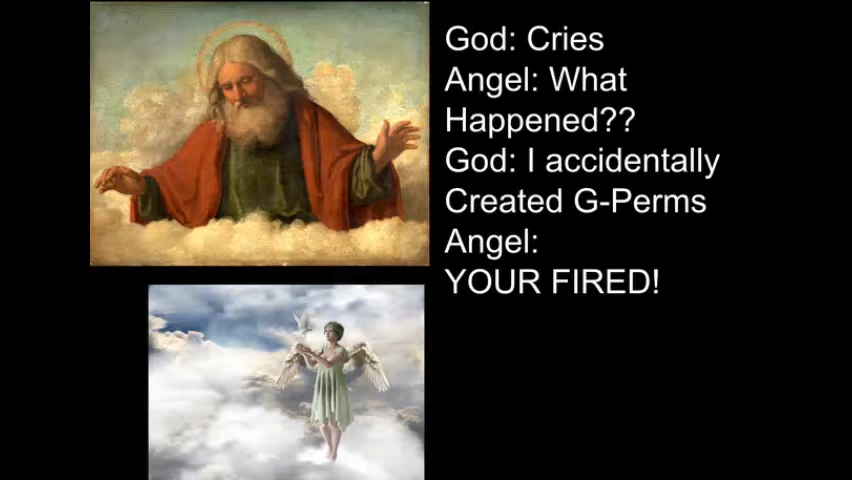 God: Cries
Angel: What
Happened??
God: I accidentally
Created G-Perms
Angel:
YOUR FIRED!